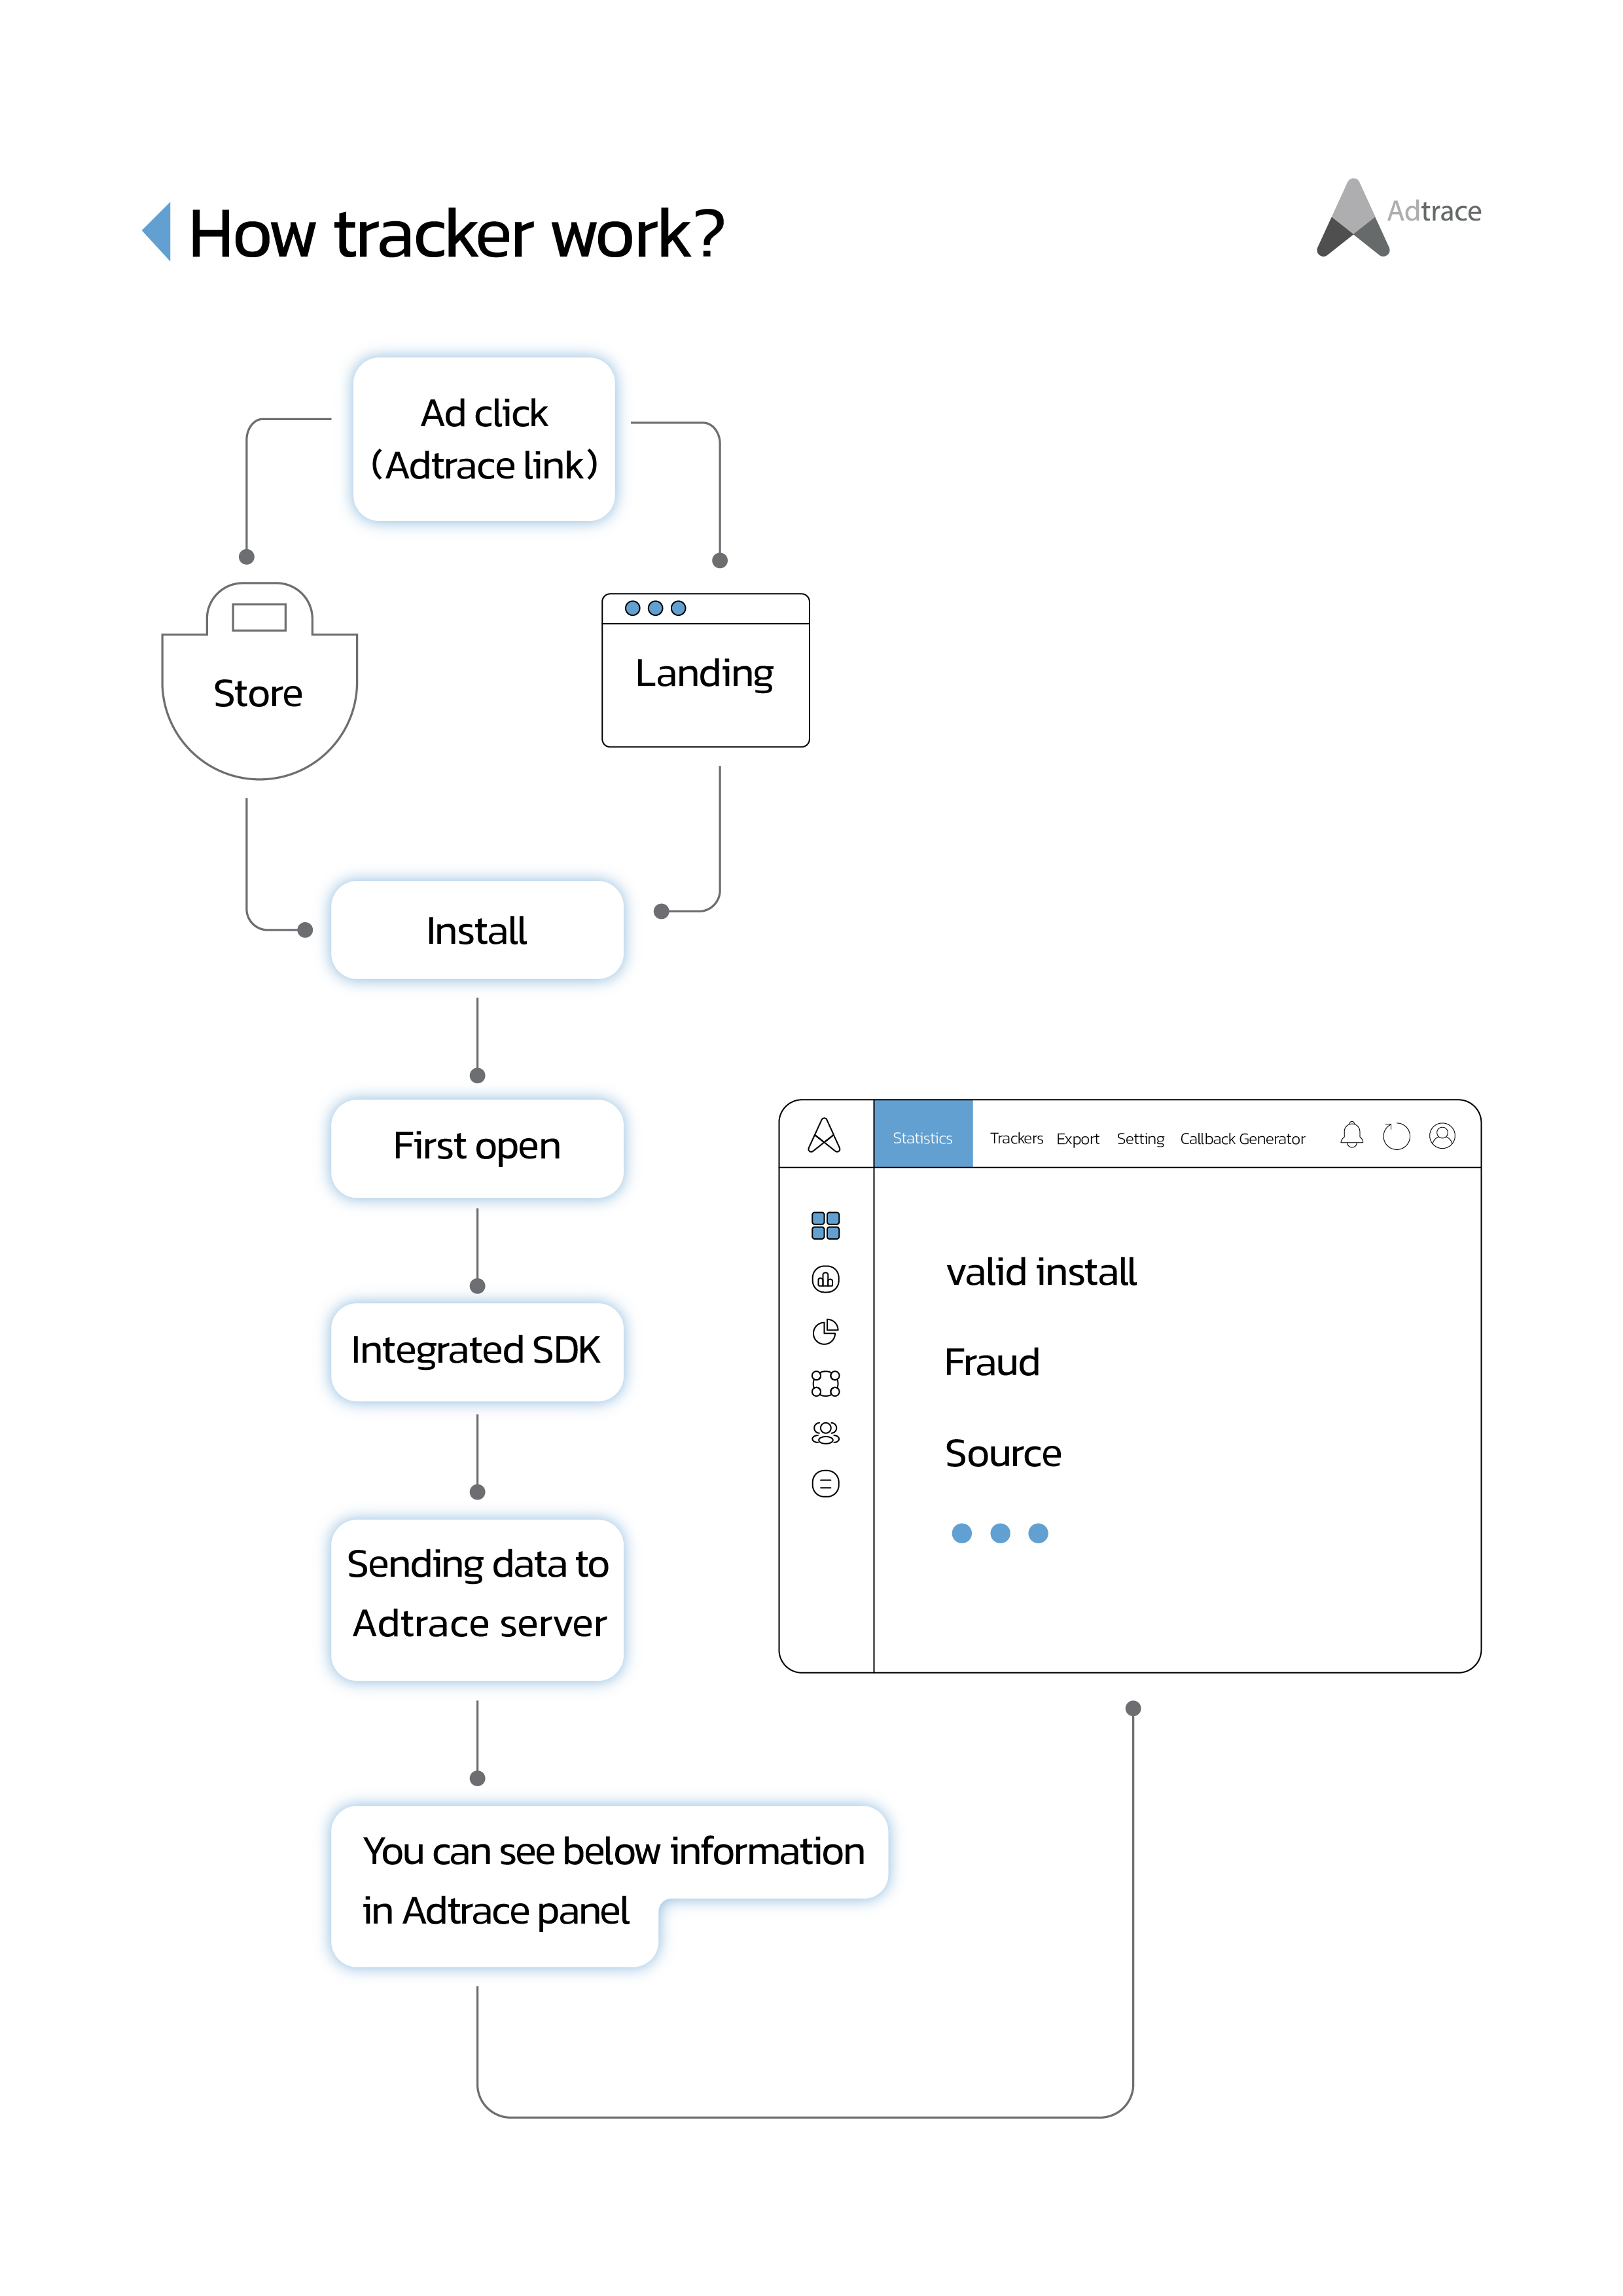 How tracker work?
Adtrace
Ad click
(Adtrace link)
Store
Landing
Install
First open
Integrated SDK
Sending data to
Adtrace server
You can see below information
in Adtrace panel
Statistics Trackers Export Setting Callback Generator
valid install
Fraud
Source